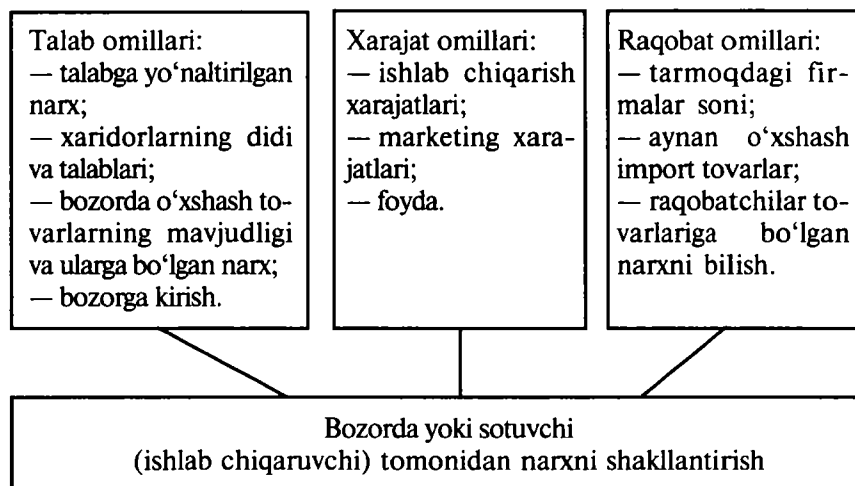 Talab omillari:
— talabga yo‘naltirilgan
narx;
— xaridorlarning didi
va talablari;
— bozorda o‘xshash to-
varlarning mavjudligi
va ularga bo‘lgan narx;
— bozorga kirish.
Xarajat omillari:
— ishlab chiqarish
xarajatlari;
— marketing xara-
jatlari;
— foyda.
Raqobat omillari:
— tarmoqdagi fir-
malar soni;
— aynan o‘xshash
import tovarlar;
— raqobatchilar to-
varlariga bo‘lgan
narxni bilish.
Bozorda yoki sotuvchi
(ishlab chiqaruvchi) tomonidan narxni shakllantirish